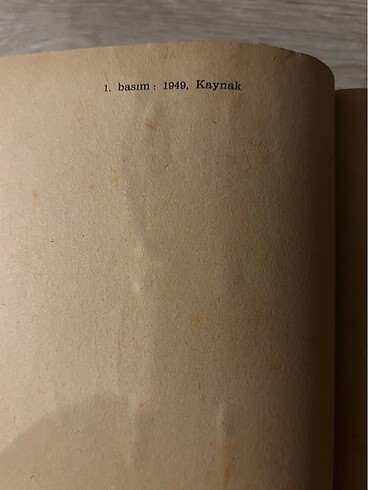 1. basım : 1949, Kaynak